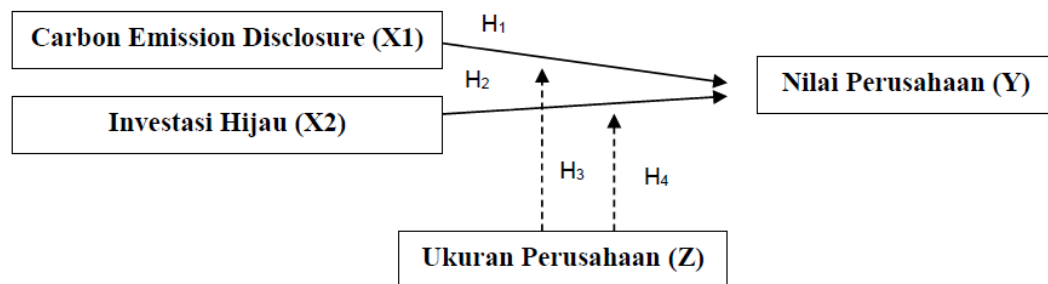 Carbon Emission Disclosure (X1)
H₁
Nilai Perusahaan (Y)
H₂
Investasi Hijau (X2)
H₃
H₄
Ukuran Perusahaan (Z)